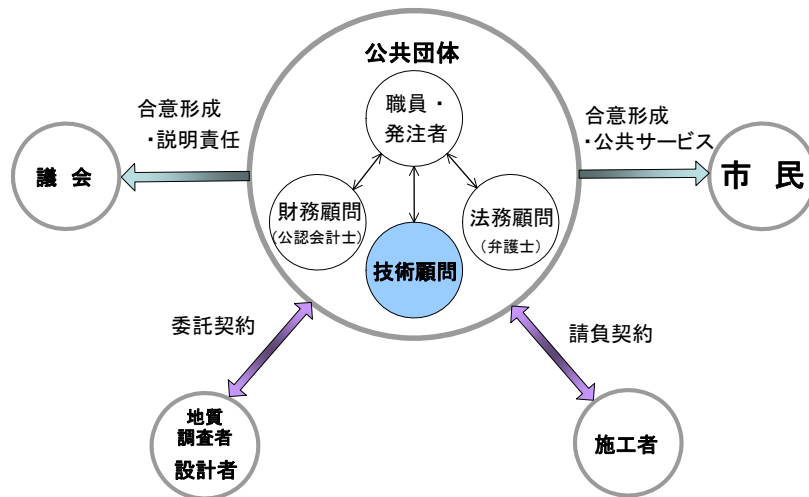 公共団体
職員・
発注者
合意形成
・説明責任
合意形成
・公共サービス
議 会
市 民
財務顧問
(公認会計士)
法務顧問
(弁護士)
技術顧問
委託契約
請負契約
地質
調査者
設計者
施工者